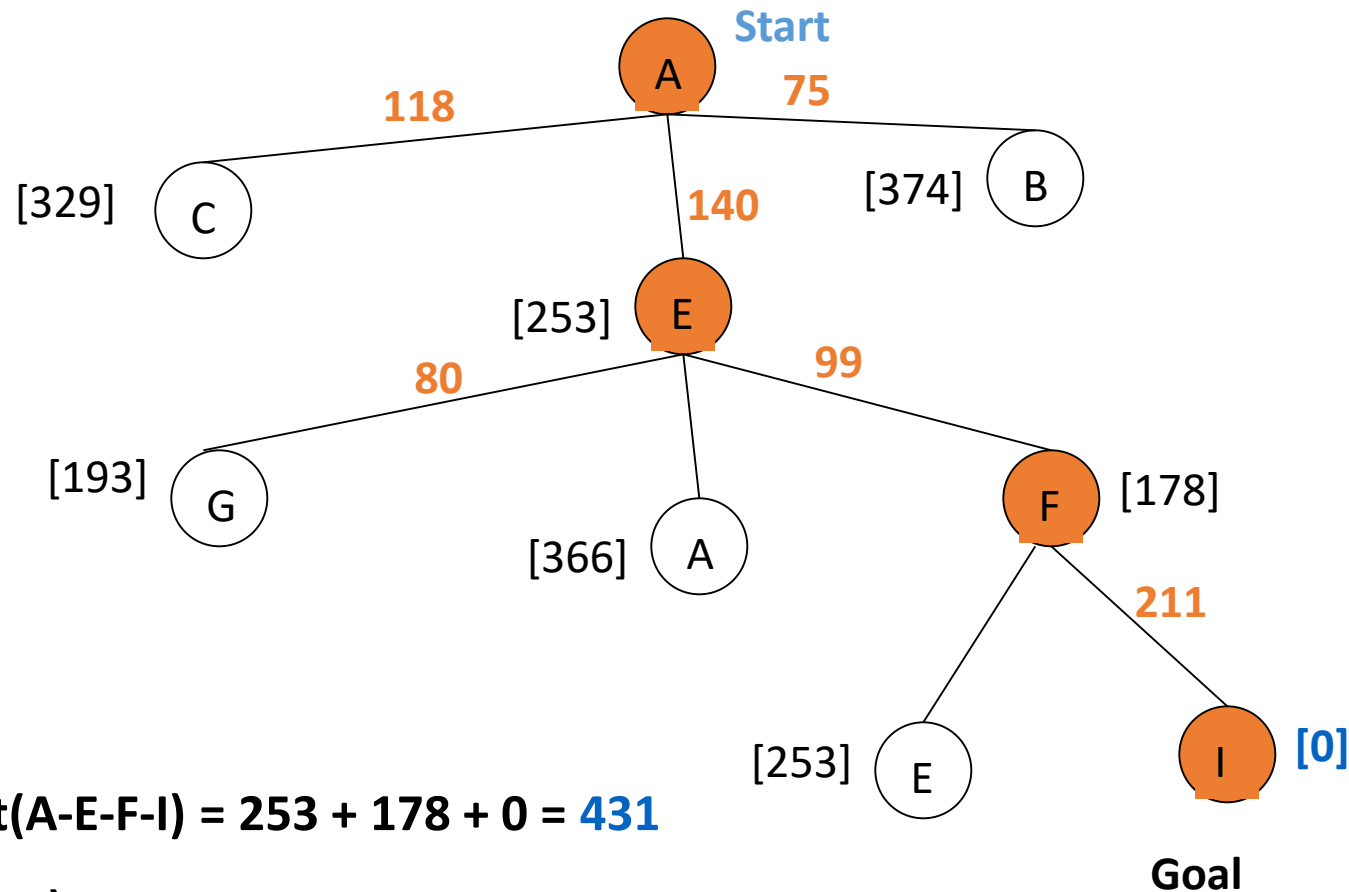 Start
A
118
75
[329]
C
[374]
B
140
[253]
E
80
99
[193]
G
[366]
A
F
[178]
211
[253]
E
I
[0]
t(A-E-F-I) = 253 + 178 + 0 = 431
Goal